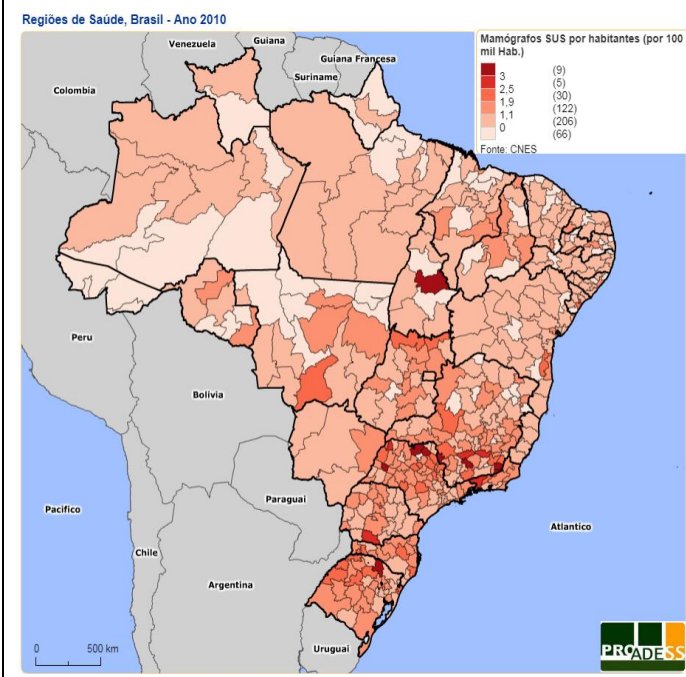 Regiões de Saúde, Brasil - Ano 2010
Mamógrafos SUS por habitantes (por 100
mil Hab.)
(9)
3
(5)
2,5
(30)
1,9
(122)
1,1
(206)
0
(66)
Fonte: CNES
Venezuela
Guiana
Guiana Francesa
Suriname
Colombia
Peru
Bolivia
Paraguai
Pacifico
Atlantico
Chile
Argentina
Uruguai
0 500 km
PROADESS